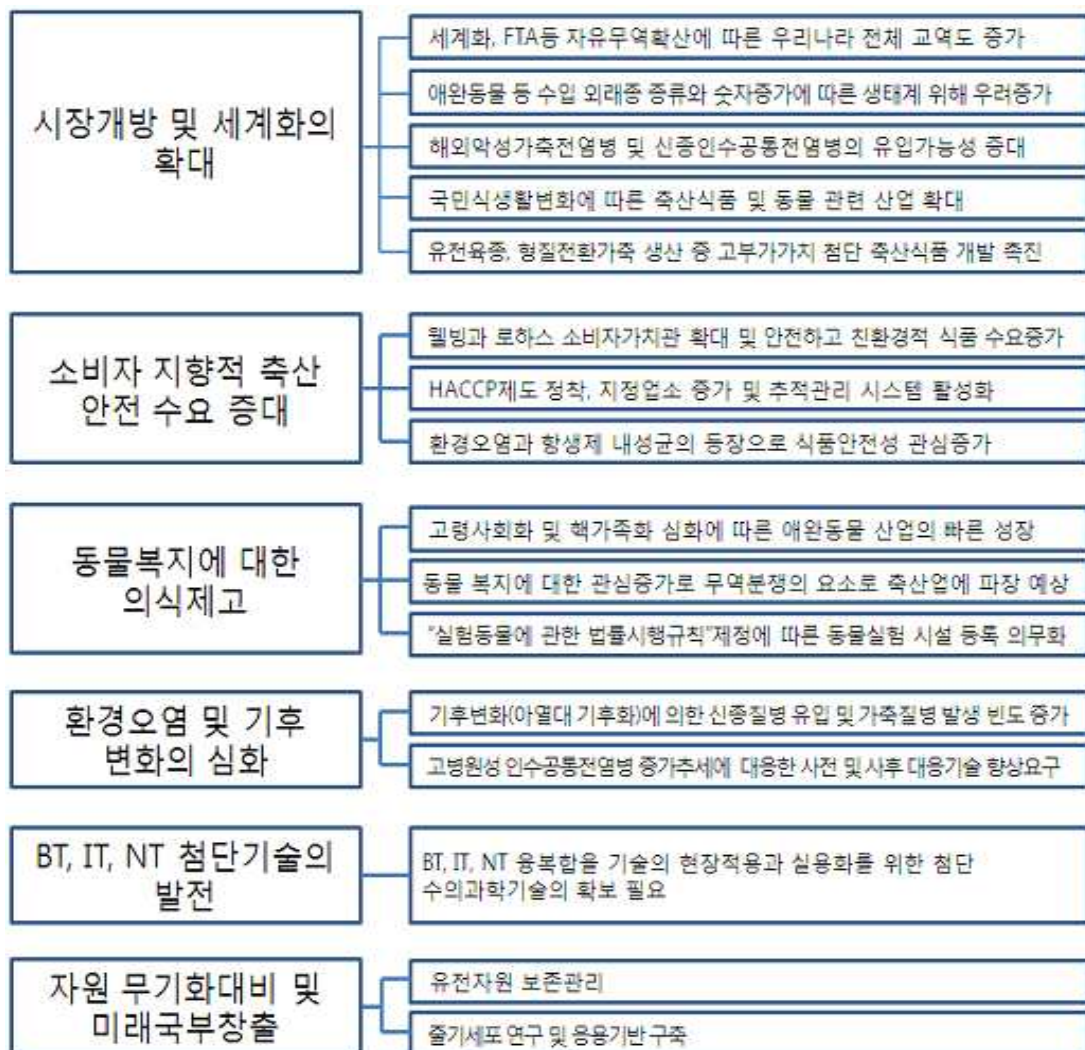 시장개방 및 세계화의
확대
세계화, FTA등 자유무역확산에 따른 우리나라 전체 교역도 증가
애완동물 등 수입 외래종 종류와 숫자증가에 따른 생태계 위해 우려증가
해외악성가축전염병 및 신종인수공통전염병의 유입가능성 증대
국민식생활변화에 따른 축산식품 및 동물 관련 산업 확대
유전육종, 형질전환가축 생산 증 고부가가치 첨단 축산식품 개발 촉진
소비자 지향적 축산
안전 수요 증대
웰빙과 로하스 소비자가치관 확대 및 안전하고 친환경적 식품 수요증가
HACCP제도 정착, 지정업소 증가 및 추적관리 시스템 활성화
환경오염과 항생제 내성균의 등장으로 식품안전성 관심증가
동물복지에 대한
의식제고
고령사회화 및 핵가족화 심화에 따른 애완동물 산업의 빠른 성장
동물 복지에 대한 관심증가로 무역분쟁의 요소로 축산업에 파장 예상
"실험동물에 관한 법률시행규칙"제정에 따른 동물실험 시설 등록 의무화
환경오염 및 기후
변화의 심화
기후변화(아열대 기후화)에 의한 신종질병 유입 및 가축질병 발생 빈도 증가
고병원성 인수공통전염병 증가추세에 대응한 사전 및 사후 대응기술 향상요구
BT, IT, NT 첨단기술의
발전
BT, IT, NT 융복합을 기술의 현장적용과 실용화를 위한 첨단
수의과학기술의 확보 필요
자원 무기화대비 및
미래국부창출
유전자원 보존관리
줄기세포 연구 및 응용기반 구축